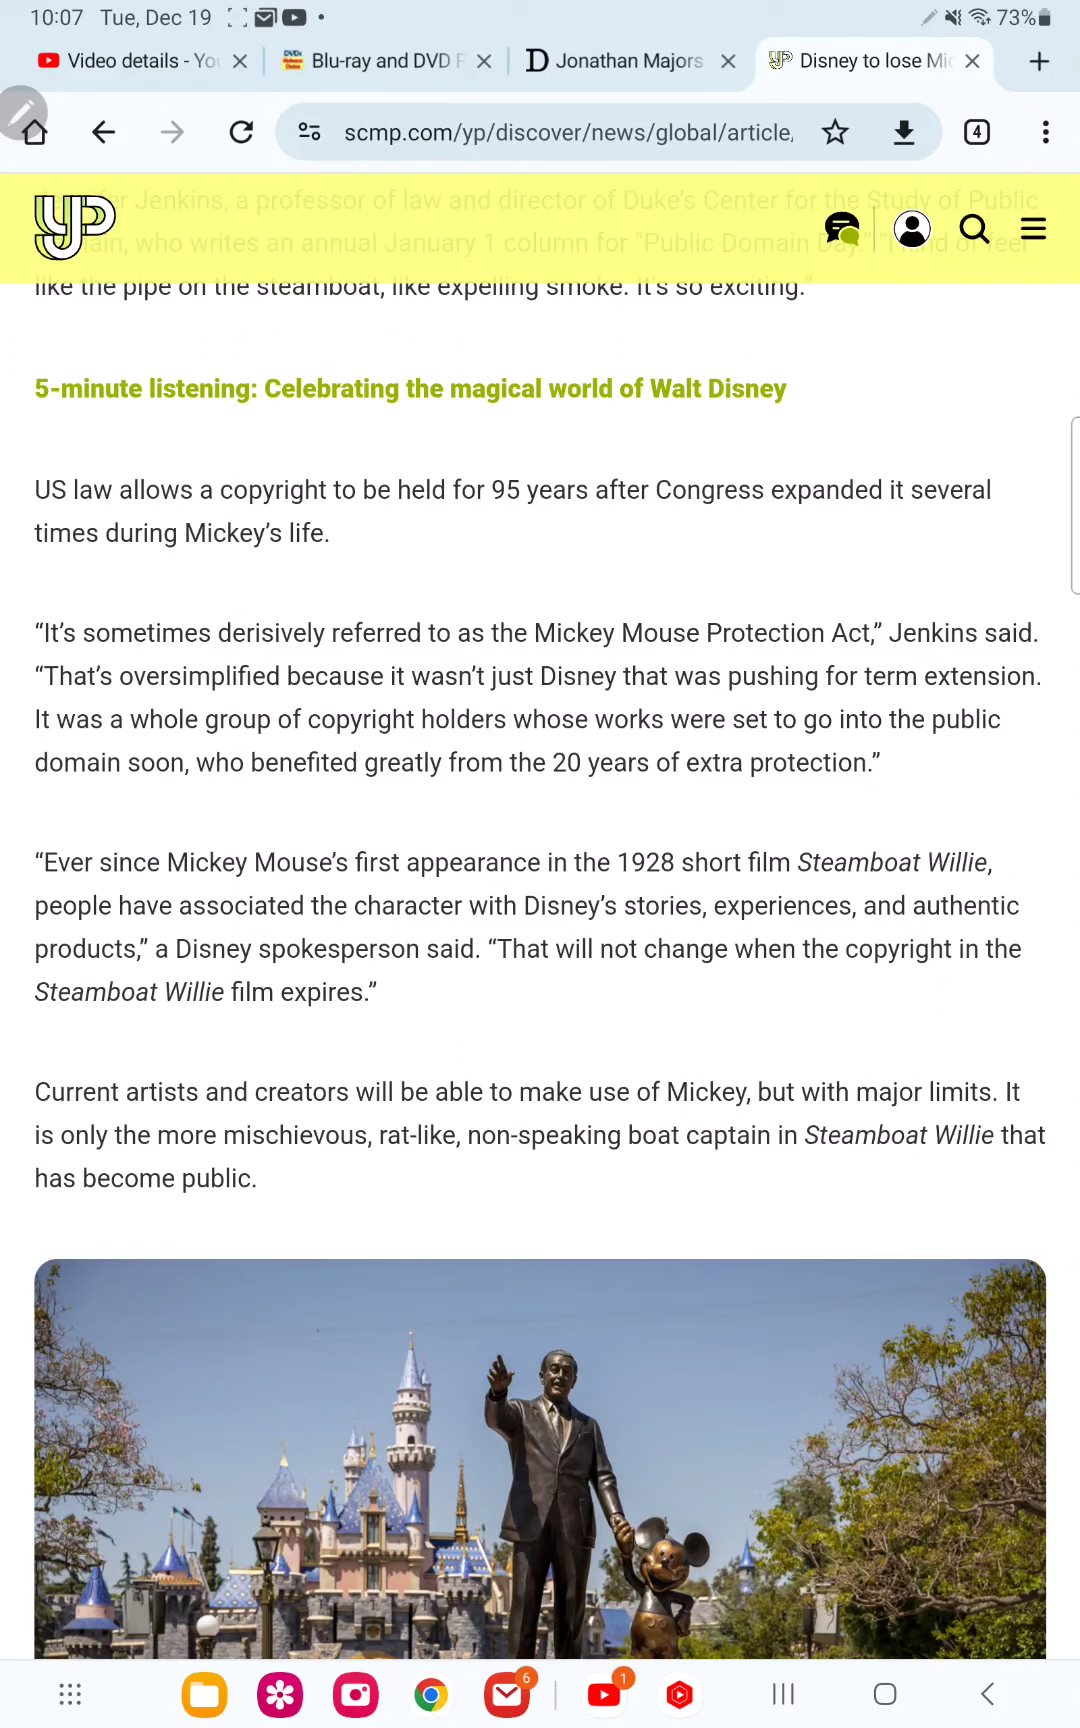 10:07 Tue, Dec 19
73%
Video details - You
Blu-ray and DVD R
Jonathan Majors
Disney to lose Mic
scmp.com/yp/discover/news/global/article,
4
Jenkins, a professor of law and director of Duke's Center for the Study of Public
who writes an annual January 1 column for "Public Domain Day." "I kind of feel
like the pipe on the steamboat, like expelling smoke. It's so exciting."
YP
5-minute listening: Celebrating the magical world of Walt Disney
US law allows a copyright to be held for 95 years after Congress expanded it several
times during Mickey's life.
“It's sometimes derisively referred to as the Mickey Mouse Protection Act,” Jenkins said.
“That's oversimplified because it wasn't just Disney that was pushing for term extension.
It was a whole group of copyright holders whose works were set to go into the public
domain soon, who benefited greatly from the 20 years of extra protection.”
“Ever since Mickey Mouse's first appearance in the 1928 short film Steamboat Willie,
people have associated the character with Disney's stories, experiences, and authentic
products,” a Disney spokesperson said. “That will not change when the copyright in the
Steamboat Willie film expires.”
Current artists and creators will be able to make use of Mickey, but with major limits. It
is only the more mischievous, rat-like, non-speaking boat captain in Steamboat Willie that
has become public.
6
1